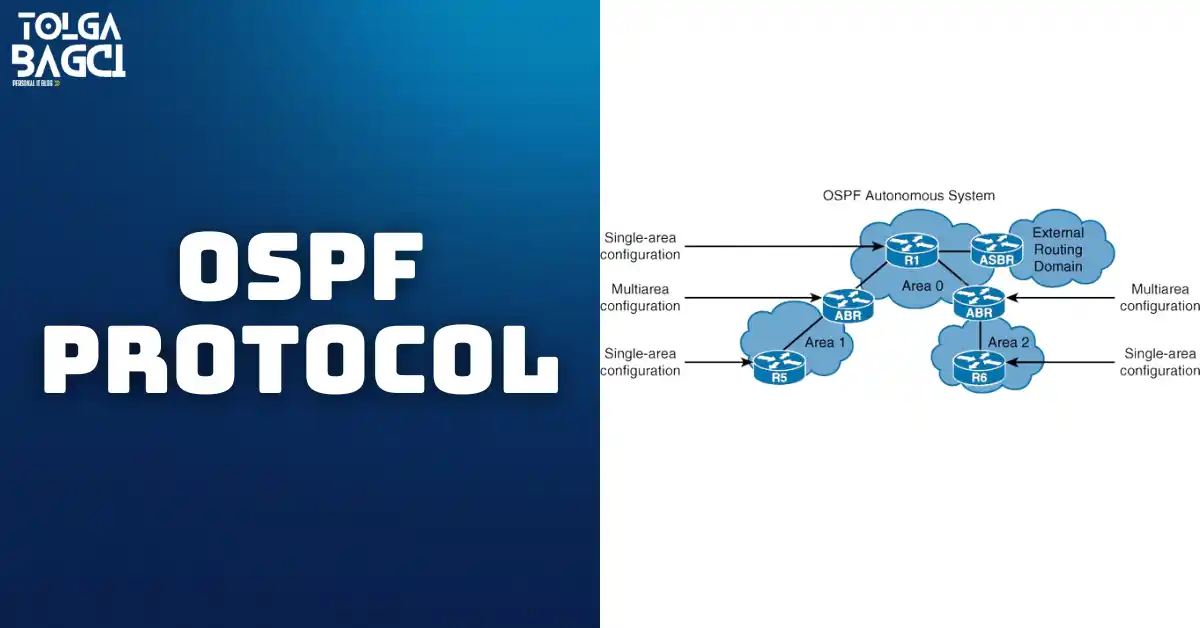 TOLGA
BAGCI
PERSONAL IT BLOG >>
OSPF
PROTOCOL
OSPF Autonomous System
Single-area
configuration
R1
ASBR
External
Routing
Domain
Area 0
Multiarea
configuration
ABR
ABR
Multiarea
configuration
Area 1
Area 2
Single-area
configuration
R5
R6
Single-area
configuration